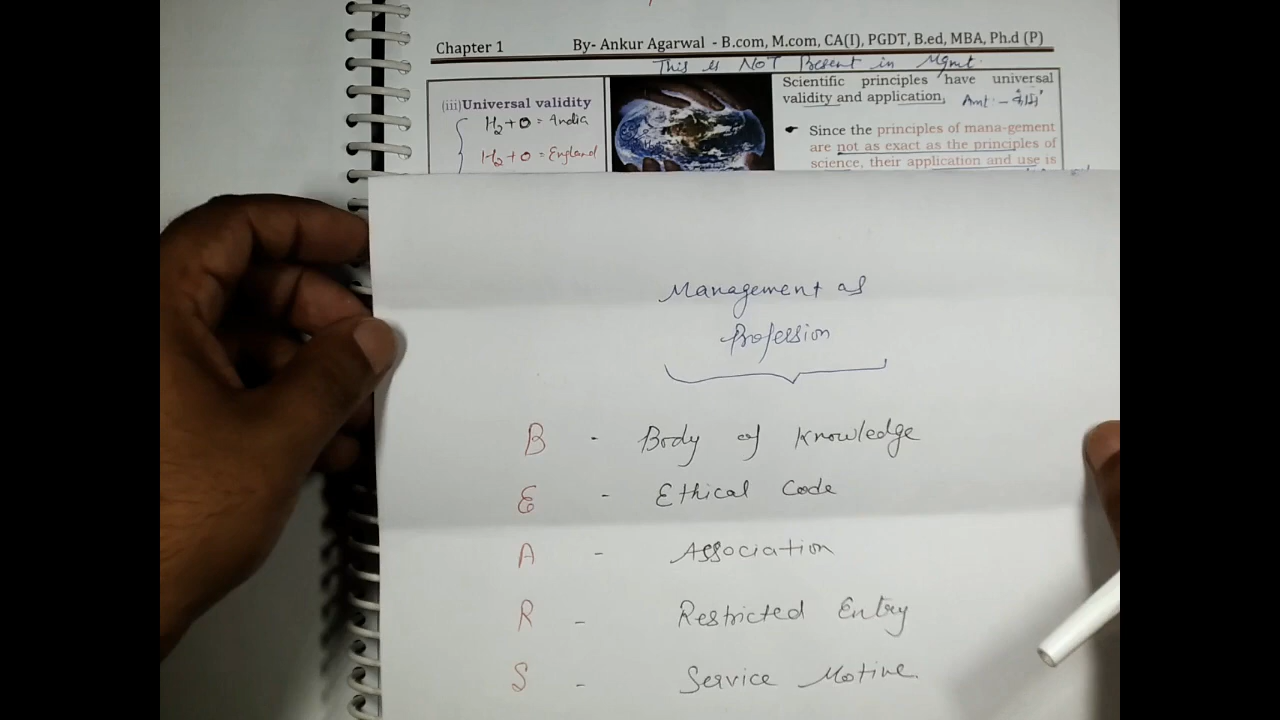 Chapter 1 By- Ankur Agarwal - B.com, M.com, CA(I), PGDT, B.ed, MBA, Ph.d (P)
This is NOT Present in Mgmt.
(iii)Universal validity
H2+O = India
H2+O = England
Scientific principles have universal
validity and application, Amt: -
Since the principles of mana-gement
are not as exact as the principles of
science, their application and use is
Management as
Profession
B - Body of Knowledge
E - Ethical Code
A - Association
R - Restricted Entry
S - Service Motive.